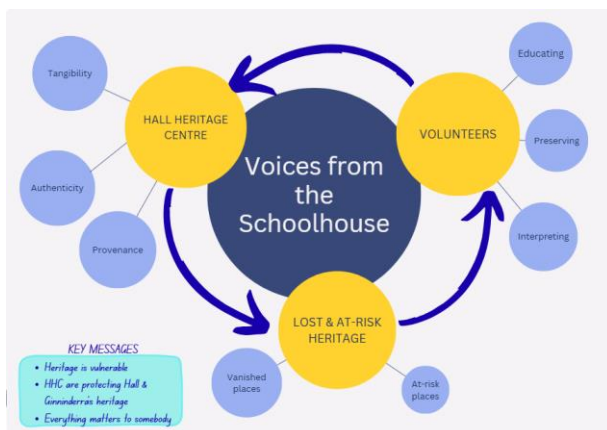 Educating
Tangibility
HALL HERITAGE
CENTRE
VOLUNTEERS
Preserving
Voices from
the
Schoolhouse
Authenticity
Interpreting
Provenance
LOST & AT-RISK
HERITAGE
KEY MESSAGES
• Heritage is vulnerable
• HHC are protecting Hall &
Ginninderra's heritage
• Everything matters to somebody
Vanished
places
At-risk
places